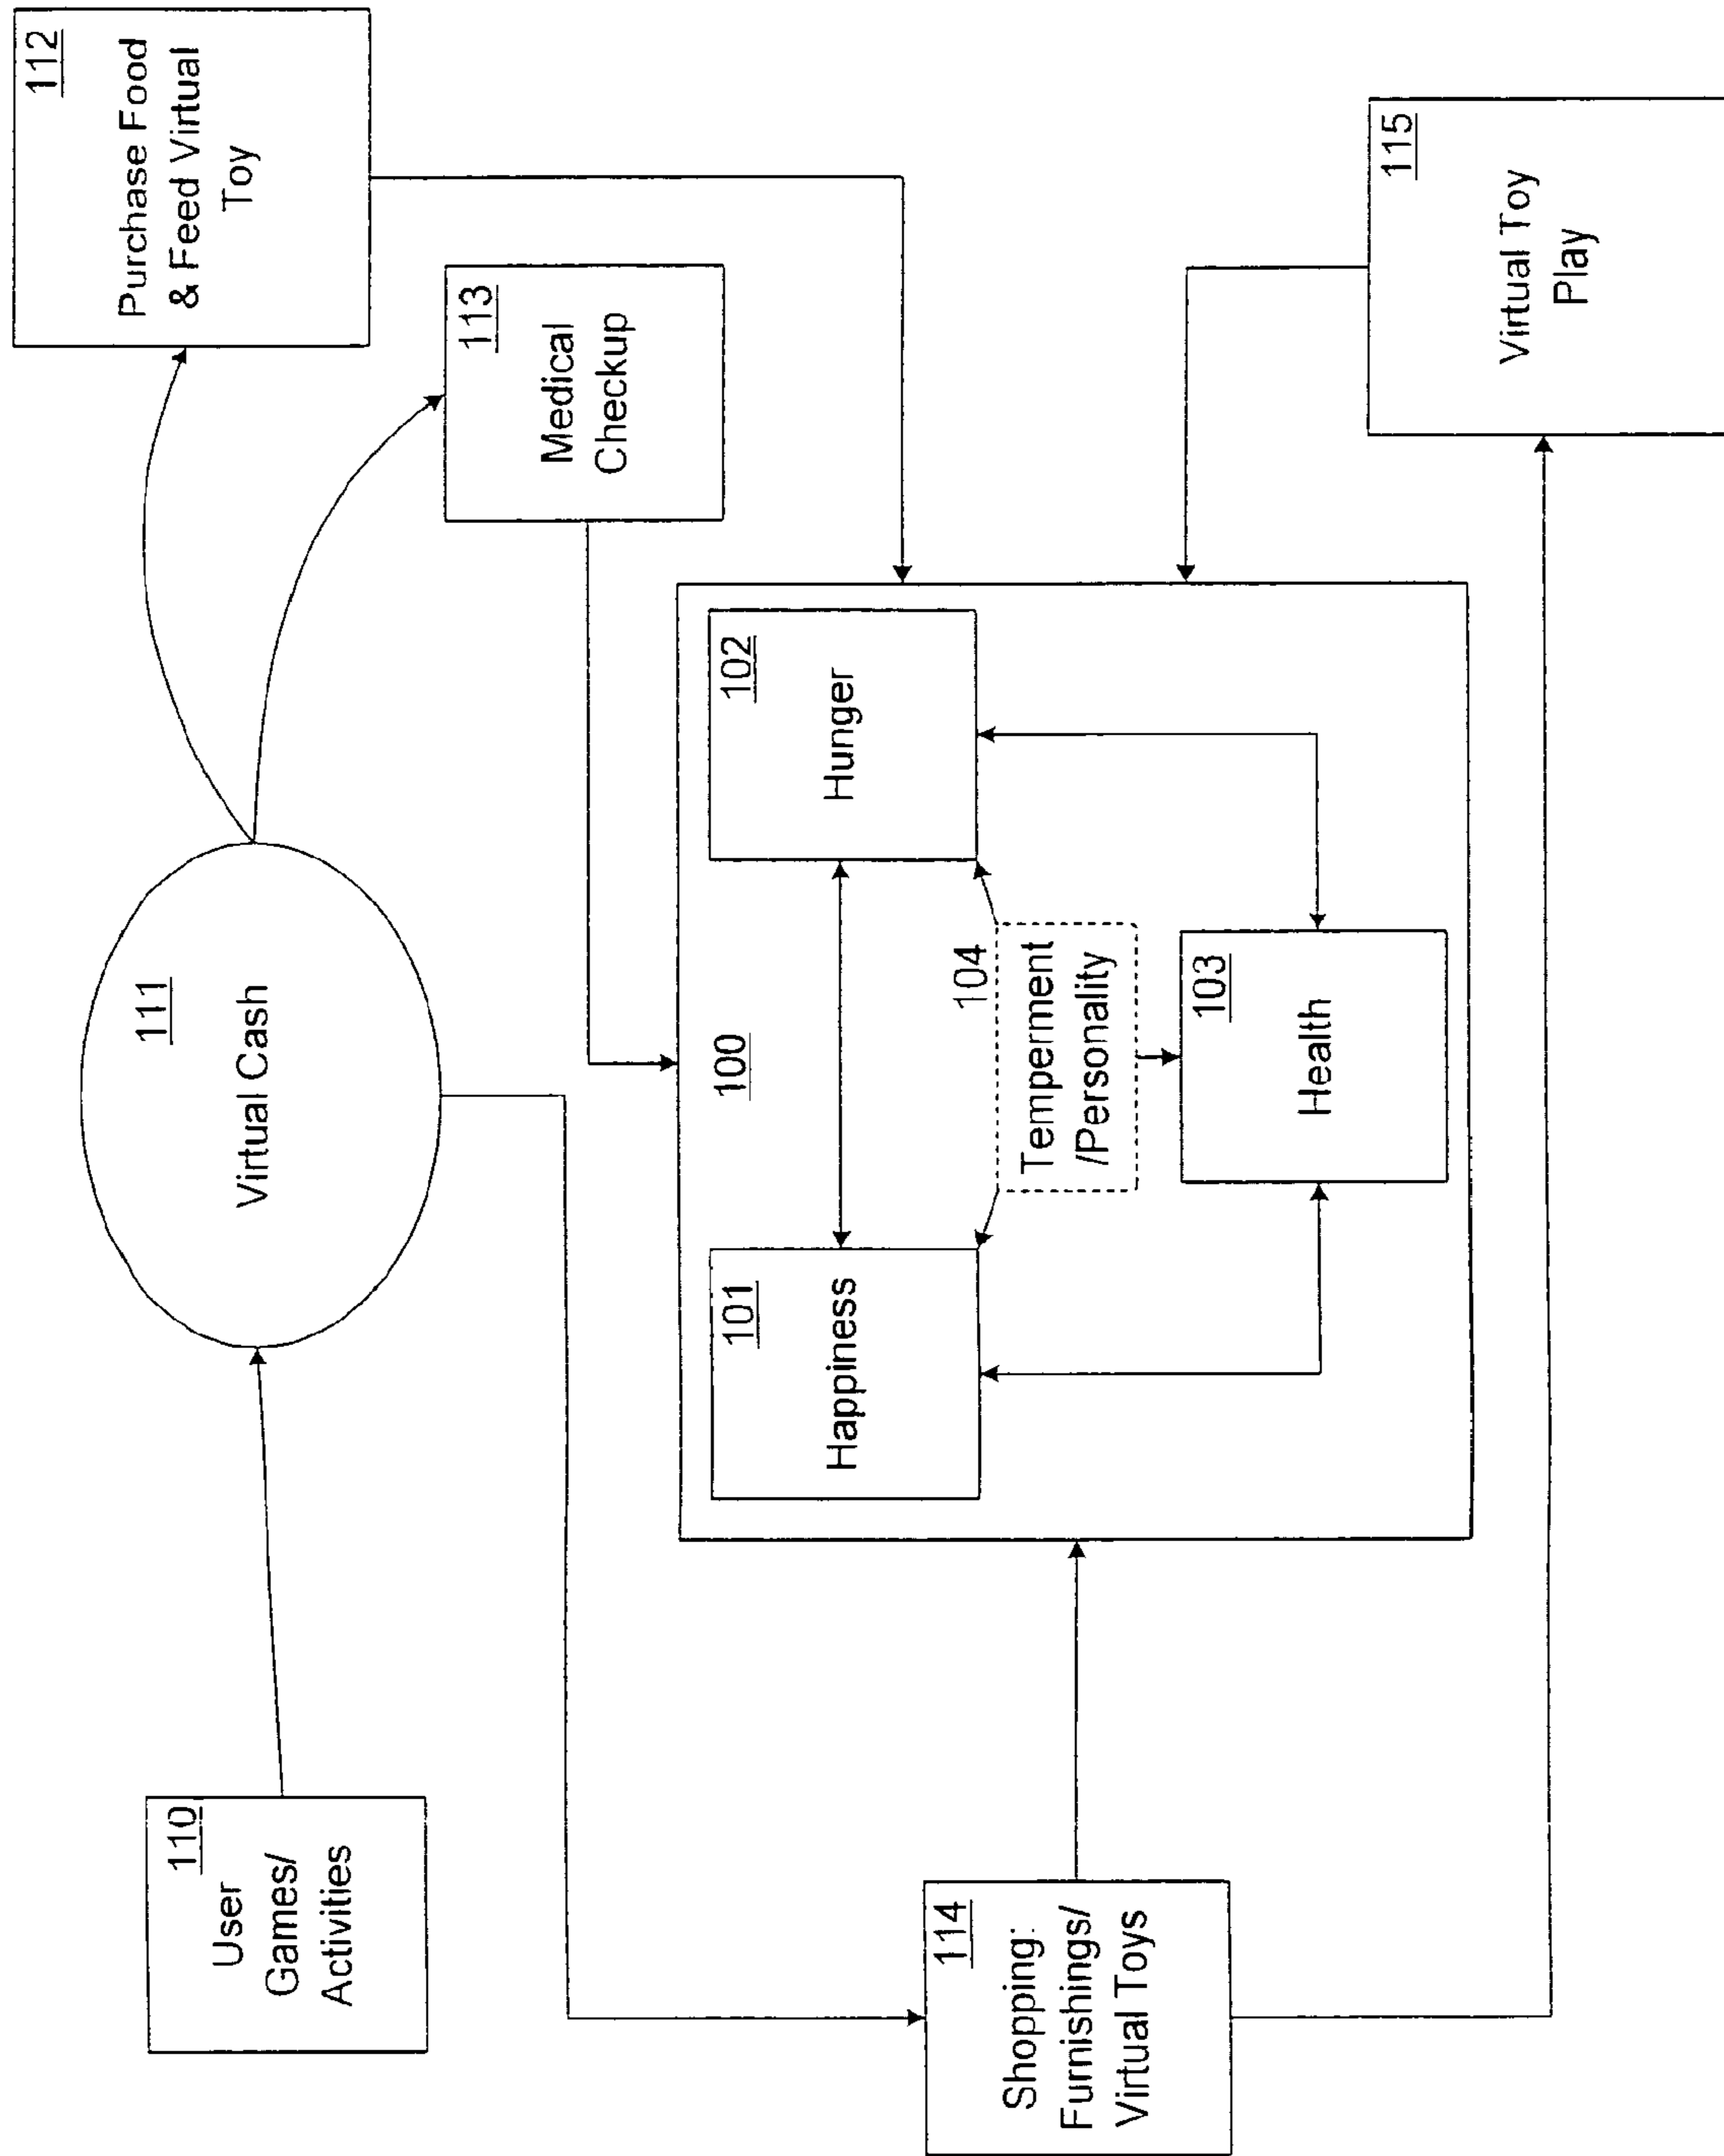 110
User
Games/
Activities
111
Virtual Cash
112
Purchase Food
& Feed Virtual
Toy
113
Medical
Checkup
100
101
Happiness
102
Hunger
104
Temperment
/Personality
103
Health
114
Shopping:
Furnishings/
Virtual Toys
115
Virtual Toy
Play